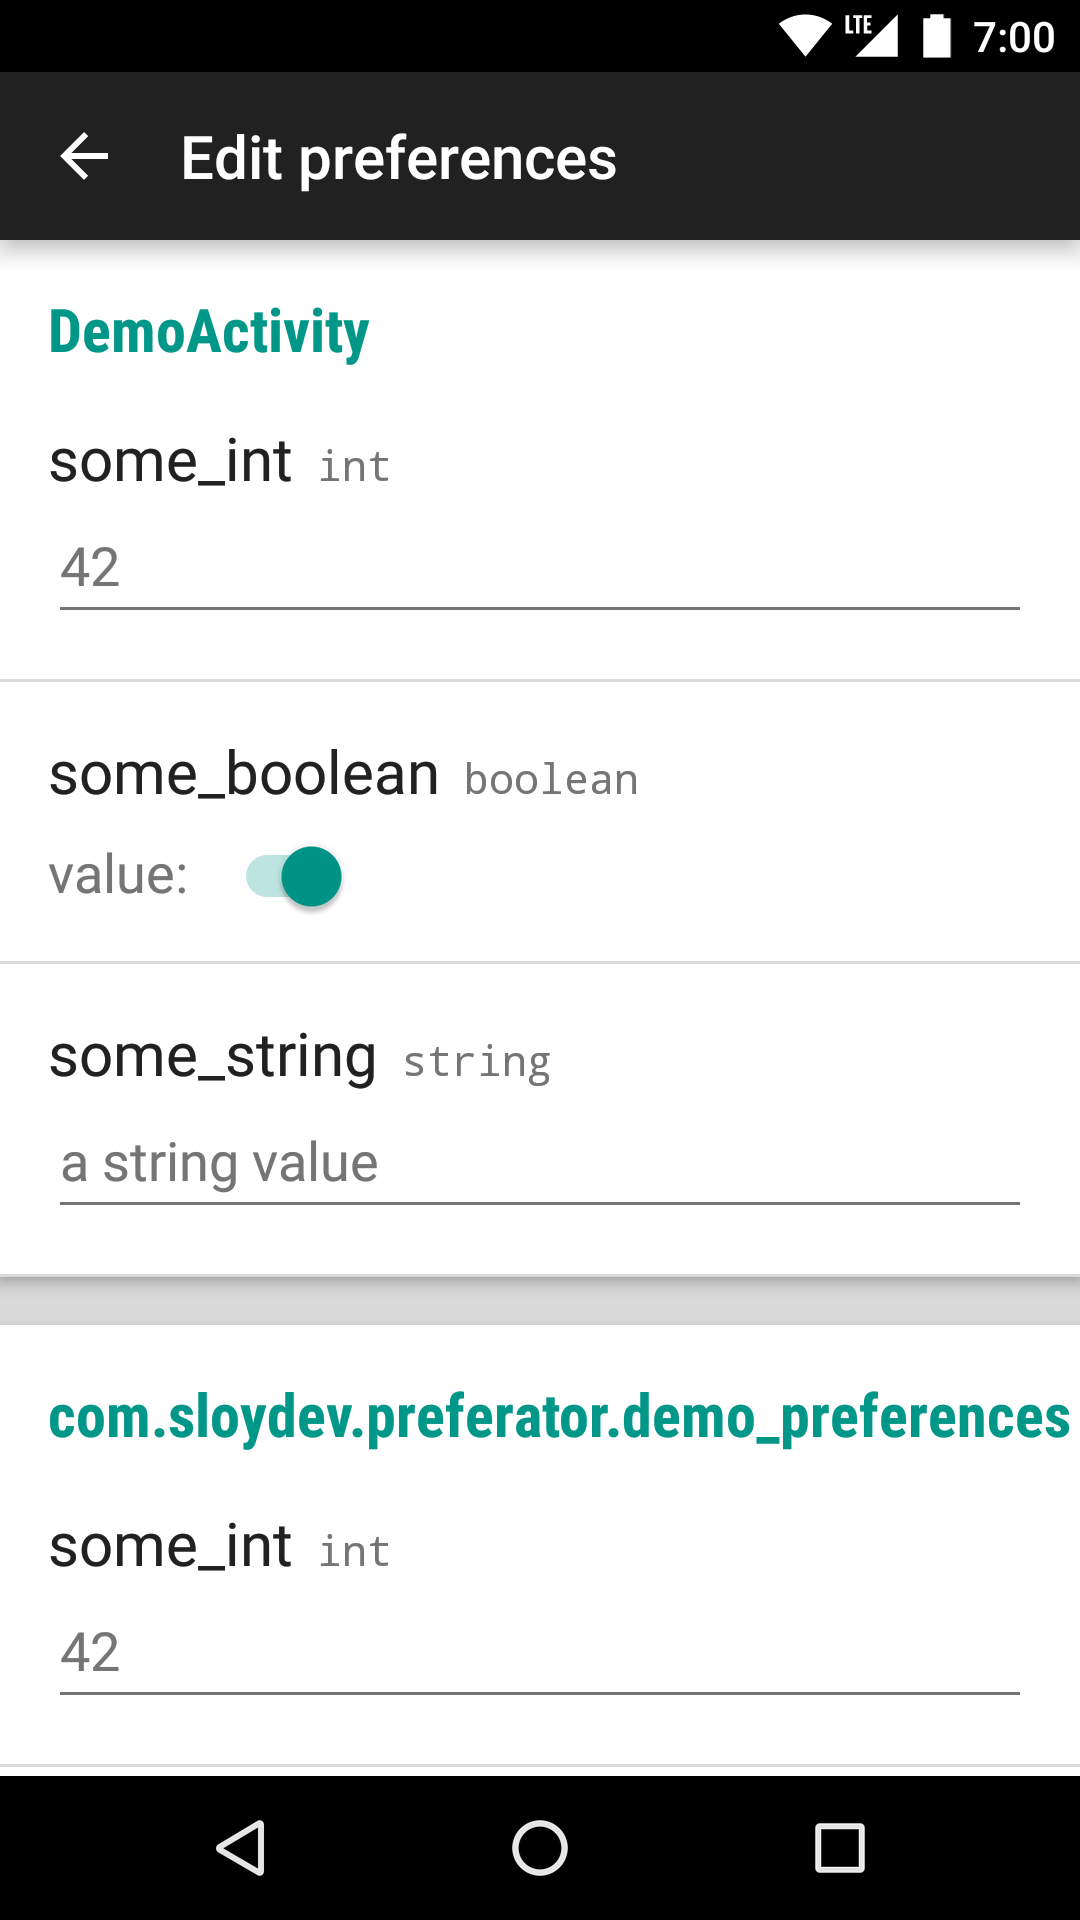 LTE 7:00
Edit preferences
DemoActivity
some_int int
42
some_boolean boolean
value:
some_string string
a string value
com.sloydev.preferator.demo_preferences
some_int int
42